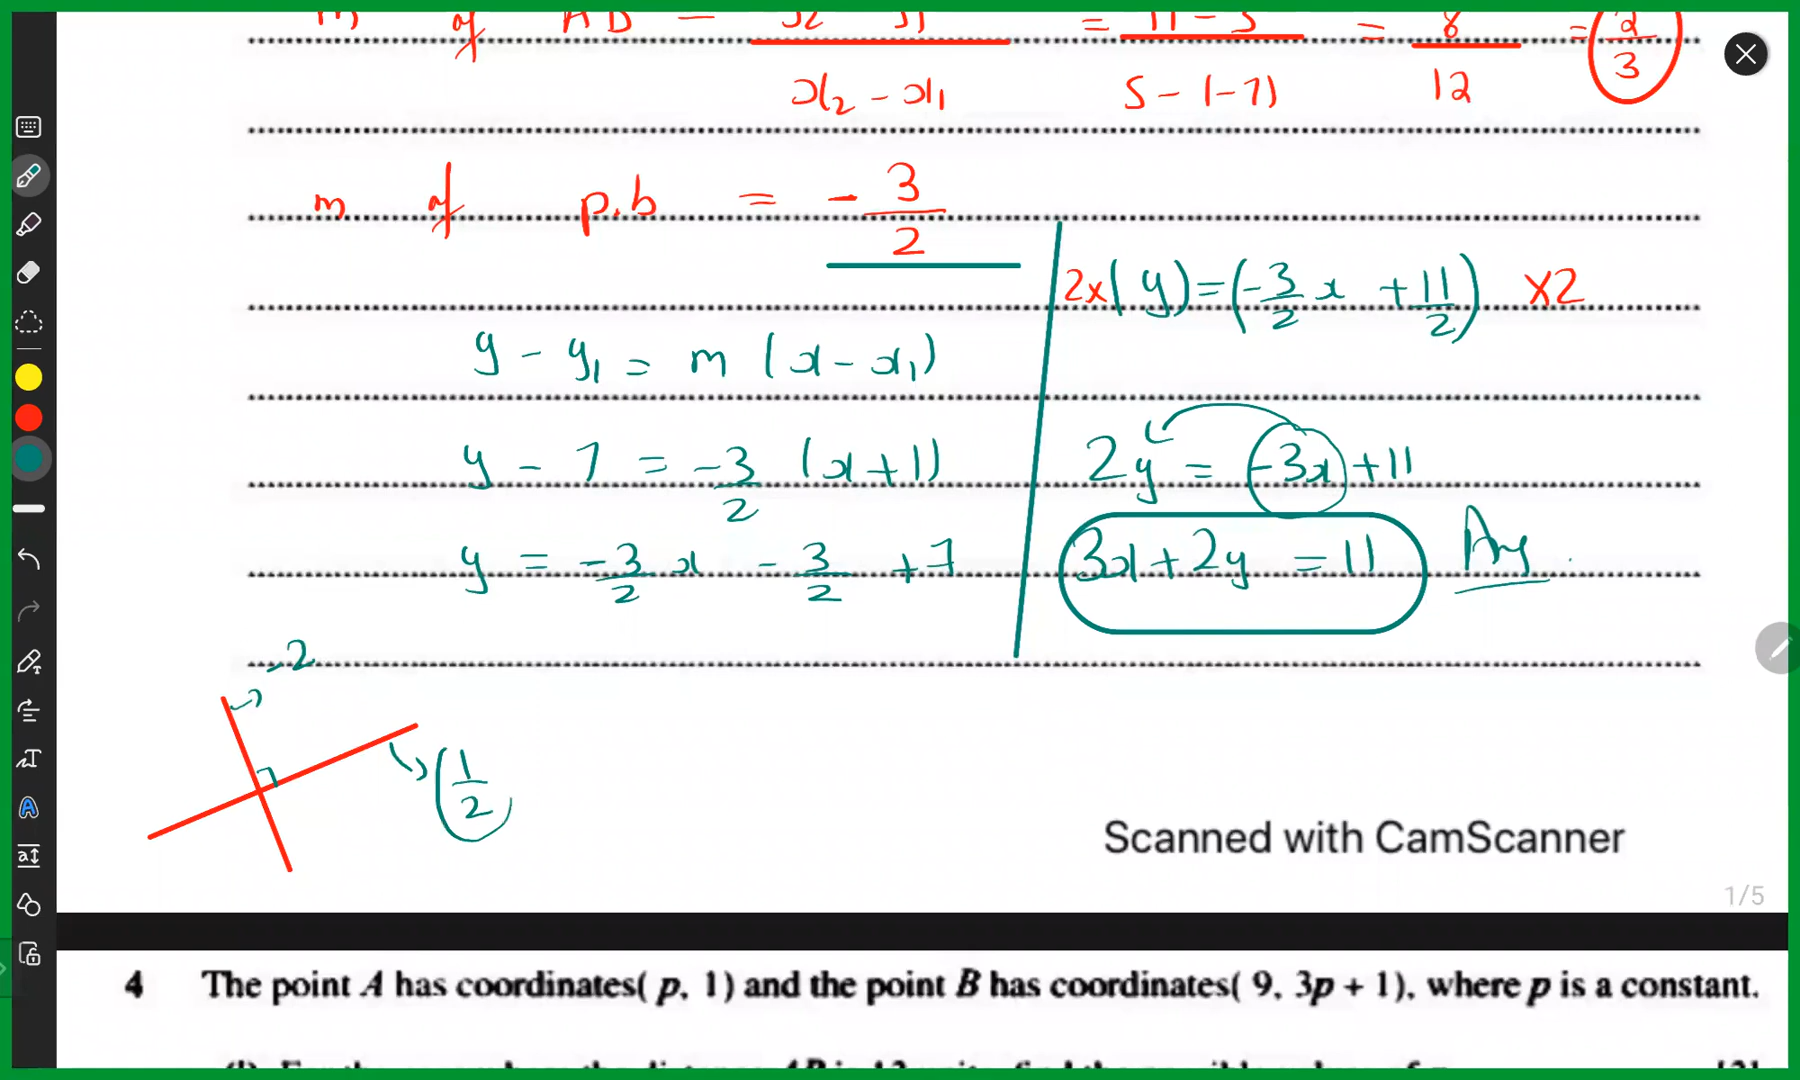 m of AB = y2 - y1 / x2 - x1 = 11 - 3 / 5 - (-7) = 8 / 12 = 2/3
m of p.b = - 3/2
2x( y ) = ( -3/2 x + 11/2 ) x2
y - y1 = m (x - x1)
y - 7 = -3/2 (x + 1)
2y = -3x + 11
y = -3/2 x - 3/2 + 7
3x + 2y = 11 Ans
-2
1/2
Scanned with CamScanner
1/5
4 The point A has coordinates( p, 1) and the point B has coordinates( 9, 3p + 1), where p is a constant.